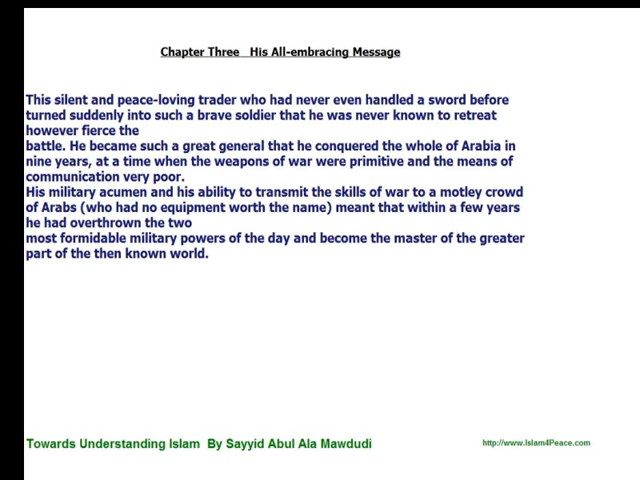 Chapter Three   His All-embracing Message
This silent and peace-loving trader who had never even handled a sword before
turned suddenly into such a brave soldier that he was never known to retreat
however fierce the
battle. He became such a great general that he conquered the whole of Arabia in
nine years, at a time when the weapons of war were primitive and the means of
communication very poor.
His military acumen and his ability to transmit the skills of war to a motley crowd
of Arabs (who had no equipment worth the name) meant that within a few years
he had overthrown the two
most formidable military powers of the day and become the master of the greater
part of the then known world.
Towards Understanding Islam  By Sayyid Abul Ala Mawdudi
http://www.Islam4Peace.com